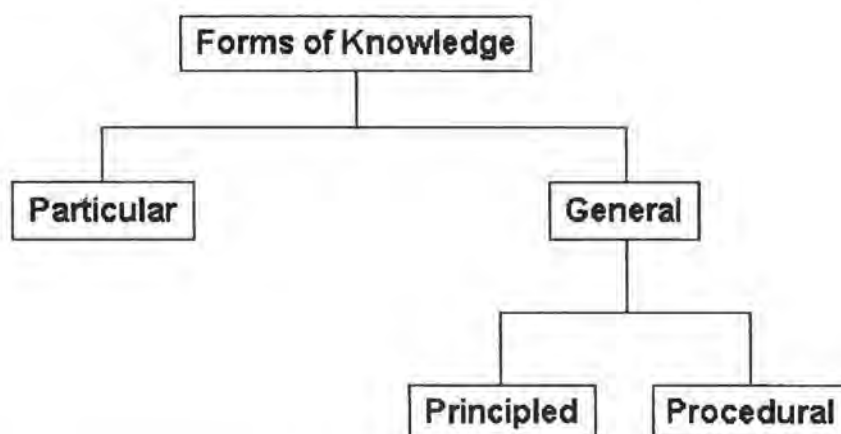 Forms of Knowledge
Particular
General
Principled
Procedural